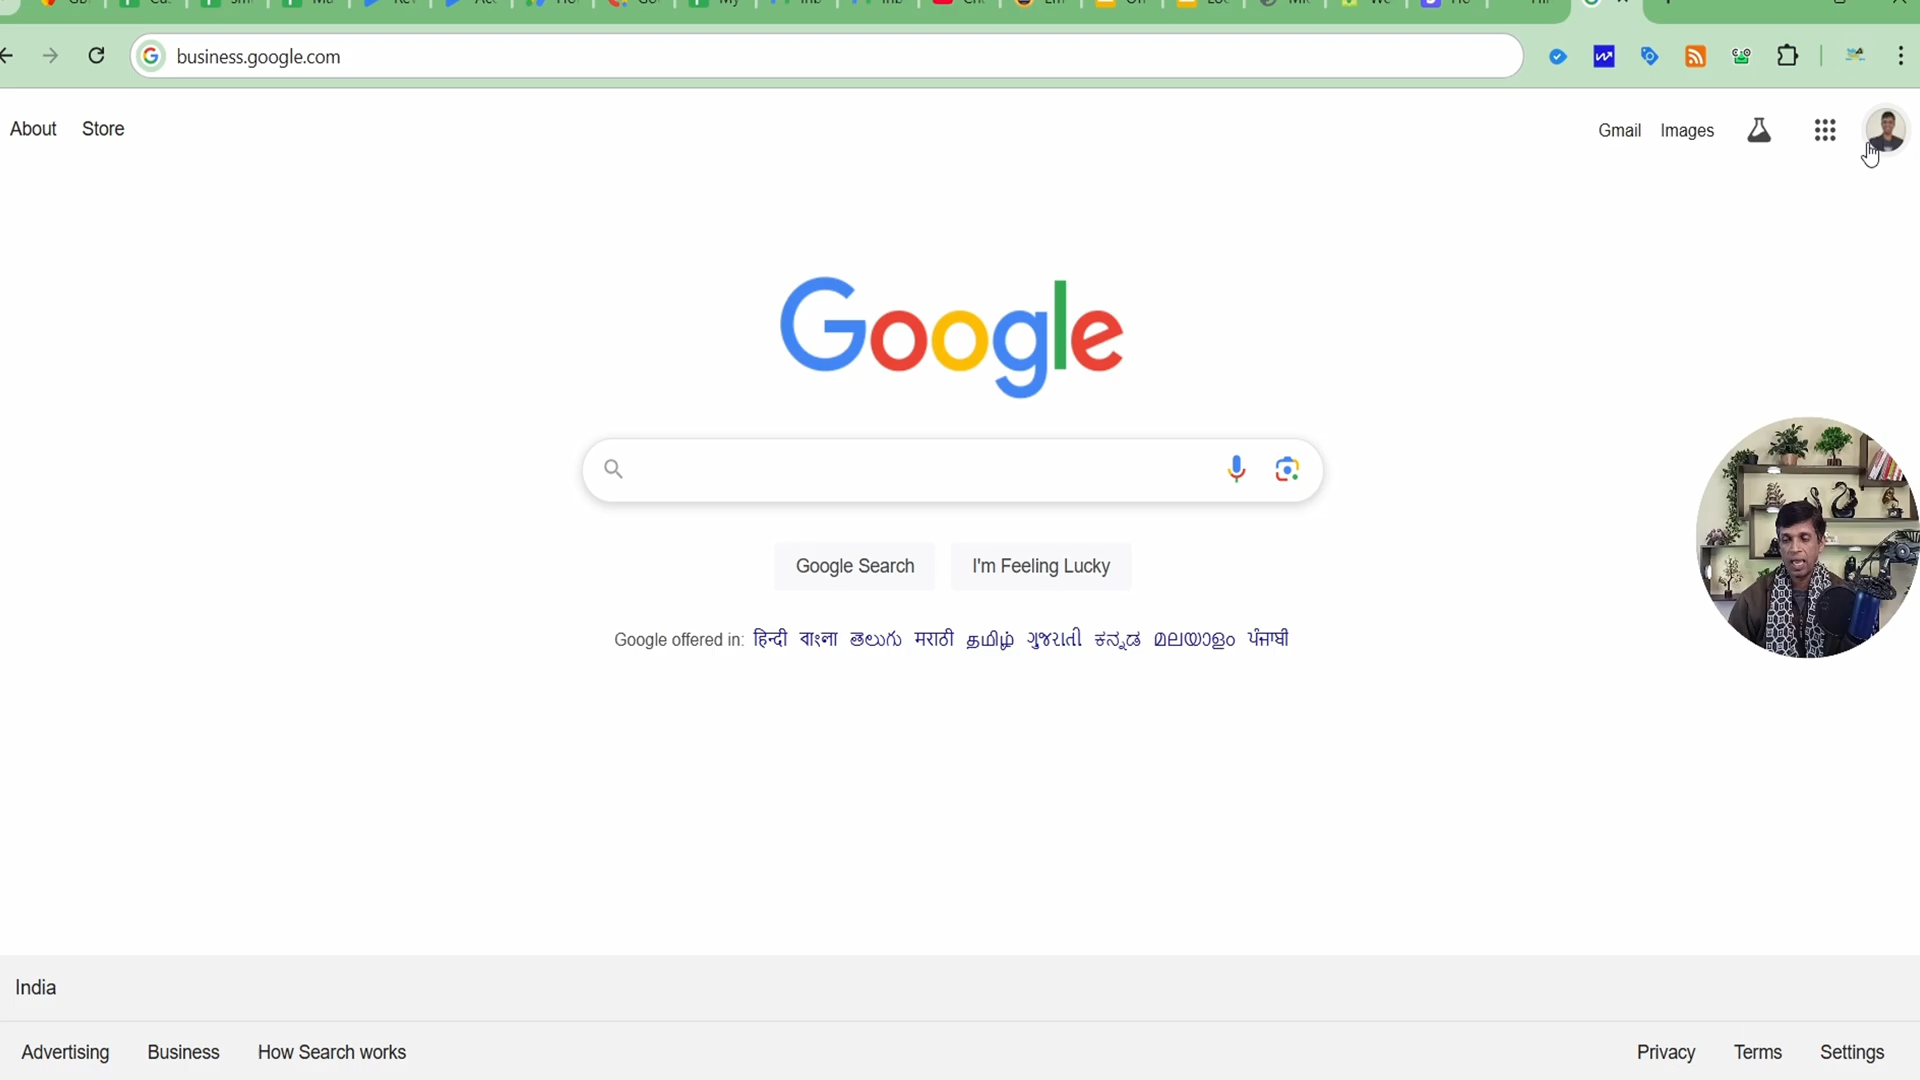 business.google.com
About Store
Gmail Images
Google
Google Search I'm Feeling Lucky
Google offered in: हिन्दी বাংলা తెలుగు मराठी தமிழ் ગુજરાતી ಕನ್ನಡ മലയാളം ਪੰਜਾਬੀ
India
Advertising Business How Search works
Privacy Terms Settings